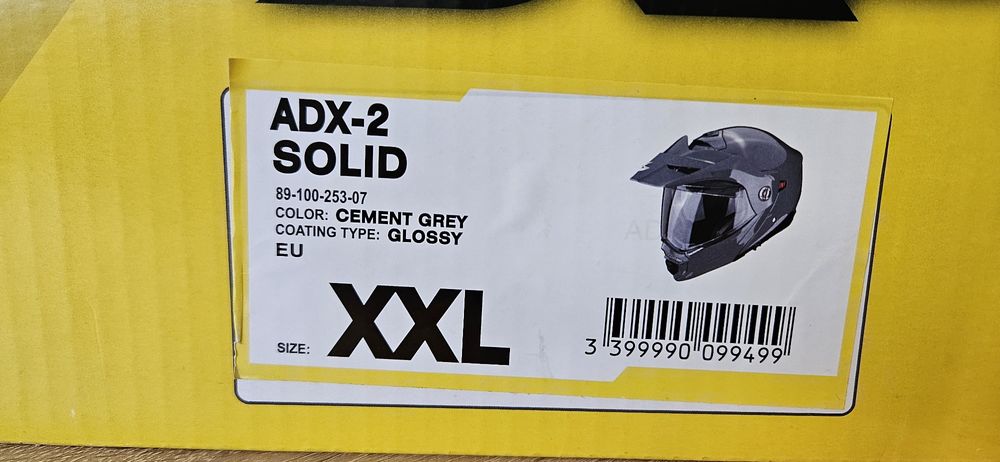 ADX-2
SOLID
89-100-253-07
COLOR: CEMENT GREY
COATING TYPE: GLOSSY
EU
SIZE: XXL
3 399990 099499